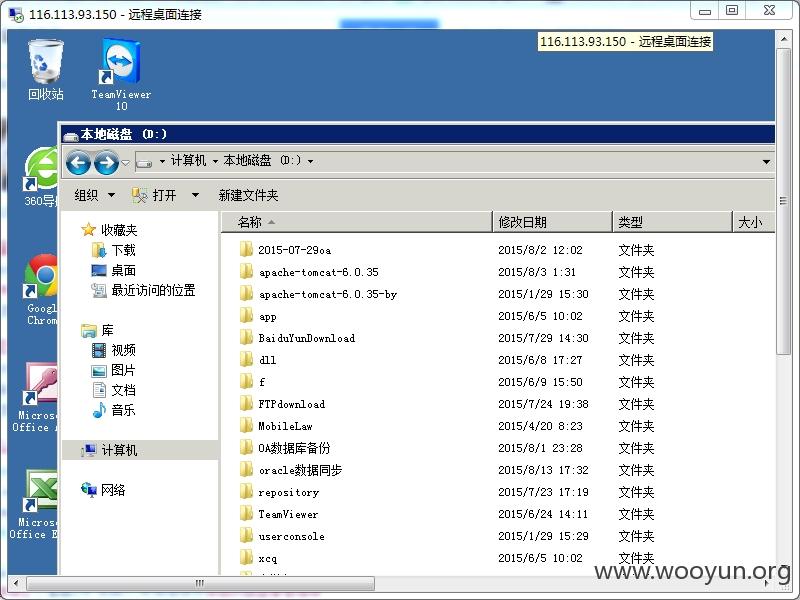 116.113.93.150 - 远程桌面连接
116.113.93.150 - 远程桌面连接
回收站
TeamViewer
10
本地磁盘 (D:)
计算机 本地磁盘 (D:)
组织 打开 新建文件夹
360导
Google
Chrom
Micros
Office
Micros
Office E
收藏夹
下载
桌面
最近访问的位置
库
视频
图片
文档
音乐
计算机
网络
名称 修改日期 类型 大小
2015-07-29oa 2015/8/2 12:02 文件夹
apache-tomcat-6.0.35 2015/8/3 1:31 文件夹
apache-tomcat-6.0.35-by 2015/1/29 15:30 文件夹
app 2015/6/5 10:02 文件夹
BaiduYunDownload 2015/7/29 14:30 文件夹
dll 2015/6/8 17:27 文件夹
f 2015/6/9 15:50 文件夹
FTPdownload 2015/7/24 19:38 文件夹
MobileLaw 2015/4/20 8:23 文件夹
OA数据库备份 2015/8/1 23:28 文件夹
oracle数据同步 2015/8/13 17:32 文件夹
repository 2015/7/23 17:19 文件夹
TeamViewer 2015/6/24 14:11 文件夹
userconsole 2015/1/29 15:29 文件夹
xcq 2015/6/5 10:02 文件夹
www.wooyun.org